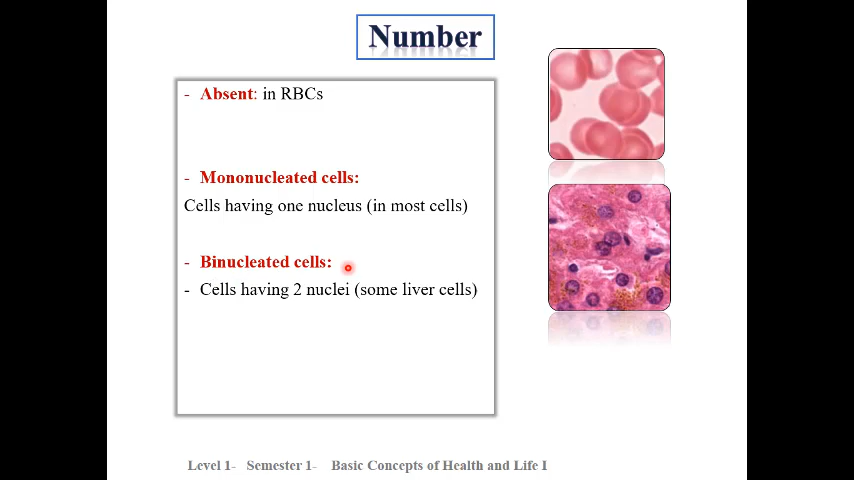 Number
- Absent: in RBCs
- Mononucleated cells:
Cells having one nucleus (in most cells)
- Binucleated cells:
- Cells having 2 nuclei (some liver cells)
Level 1- Semester 1- Basic Concepts of Health and Life I